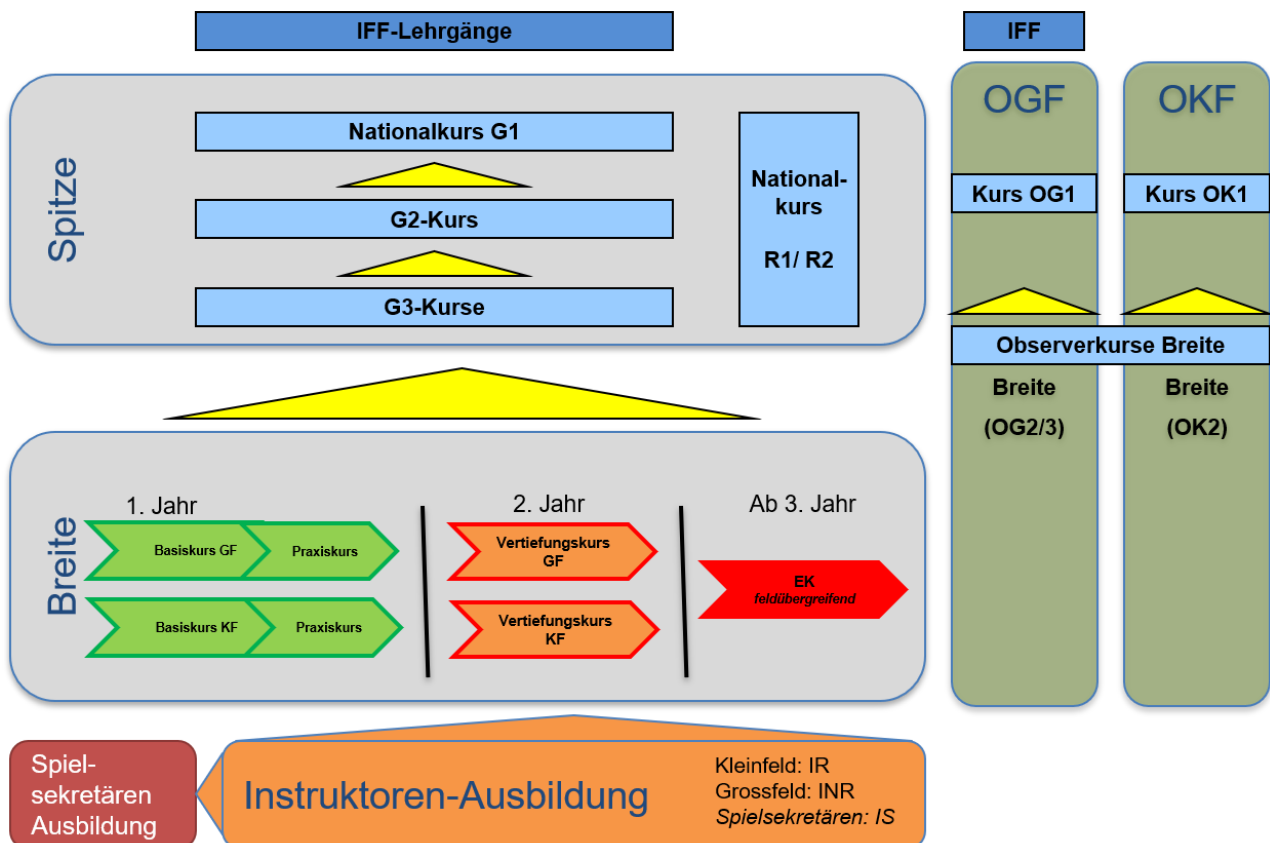 IFF-Lehrgänge
IFF
Spitze
Nationalkurs G1
G2-Kurs
G3-Kurse
National-
kurs
R1/ R2
OGF
OKF
Kurs OG1
Kurs OK1
Observerkurse Breite
Breite
(OG2/3)
Breite
(OK2)
Breite
1. Jahr
Basiskurs GF
Praxiskurs
Basiskurs KF
Praxiskurs
2. Jahr
Vertiefungskurs
GF
Vertiefungskurs
KF
Ab 3. Jahr
EK
feldübergreifend
Spiel-
sekretären
Ausbildung
Instruktoren-Ausbildung
Kleinfeld: IR
Grossfeld: INR
Spielsekretären: IS